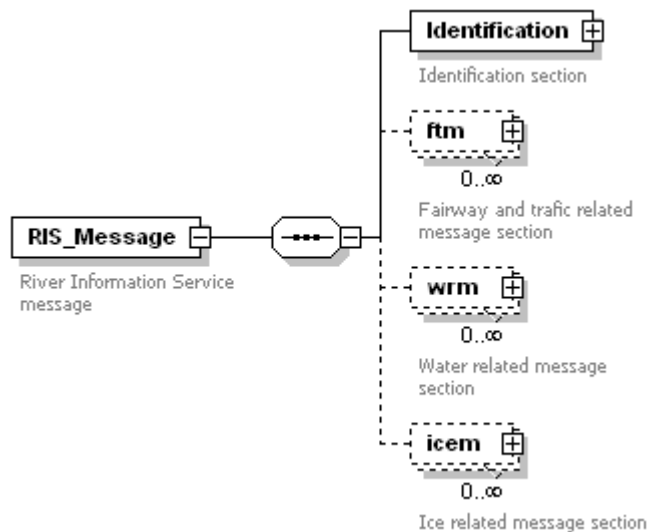 Identification
Identification section
ftm
0..∞
Fairway and trafic related
message section
RIS_Message
River Information Service
message
wrm
0..∞
Water related message
section
icem
0..∞
Ice related message section